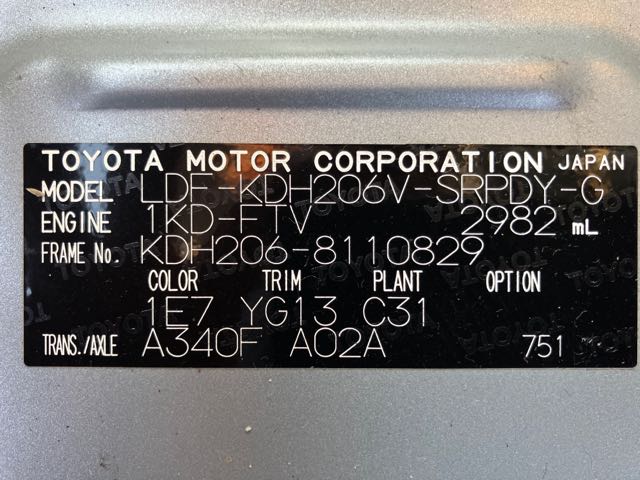 TOYOTA MOTOR CORPORATION JAPAN
MODEL LDF-KDH206V-SRPDY-G
ENGINE 1KD-FTV 2982 mL
FRAME No. KDH206-8110829
COLOR TRIM PLANT OPTION
1E7 YG13 C31
TRANS./AXLE A340F A02A 751